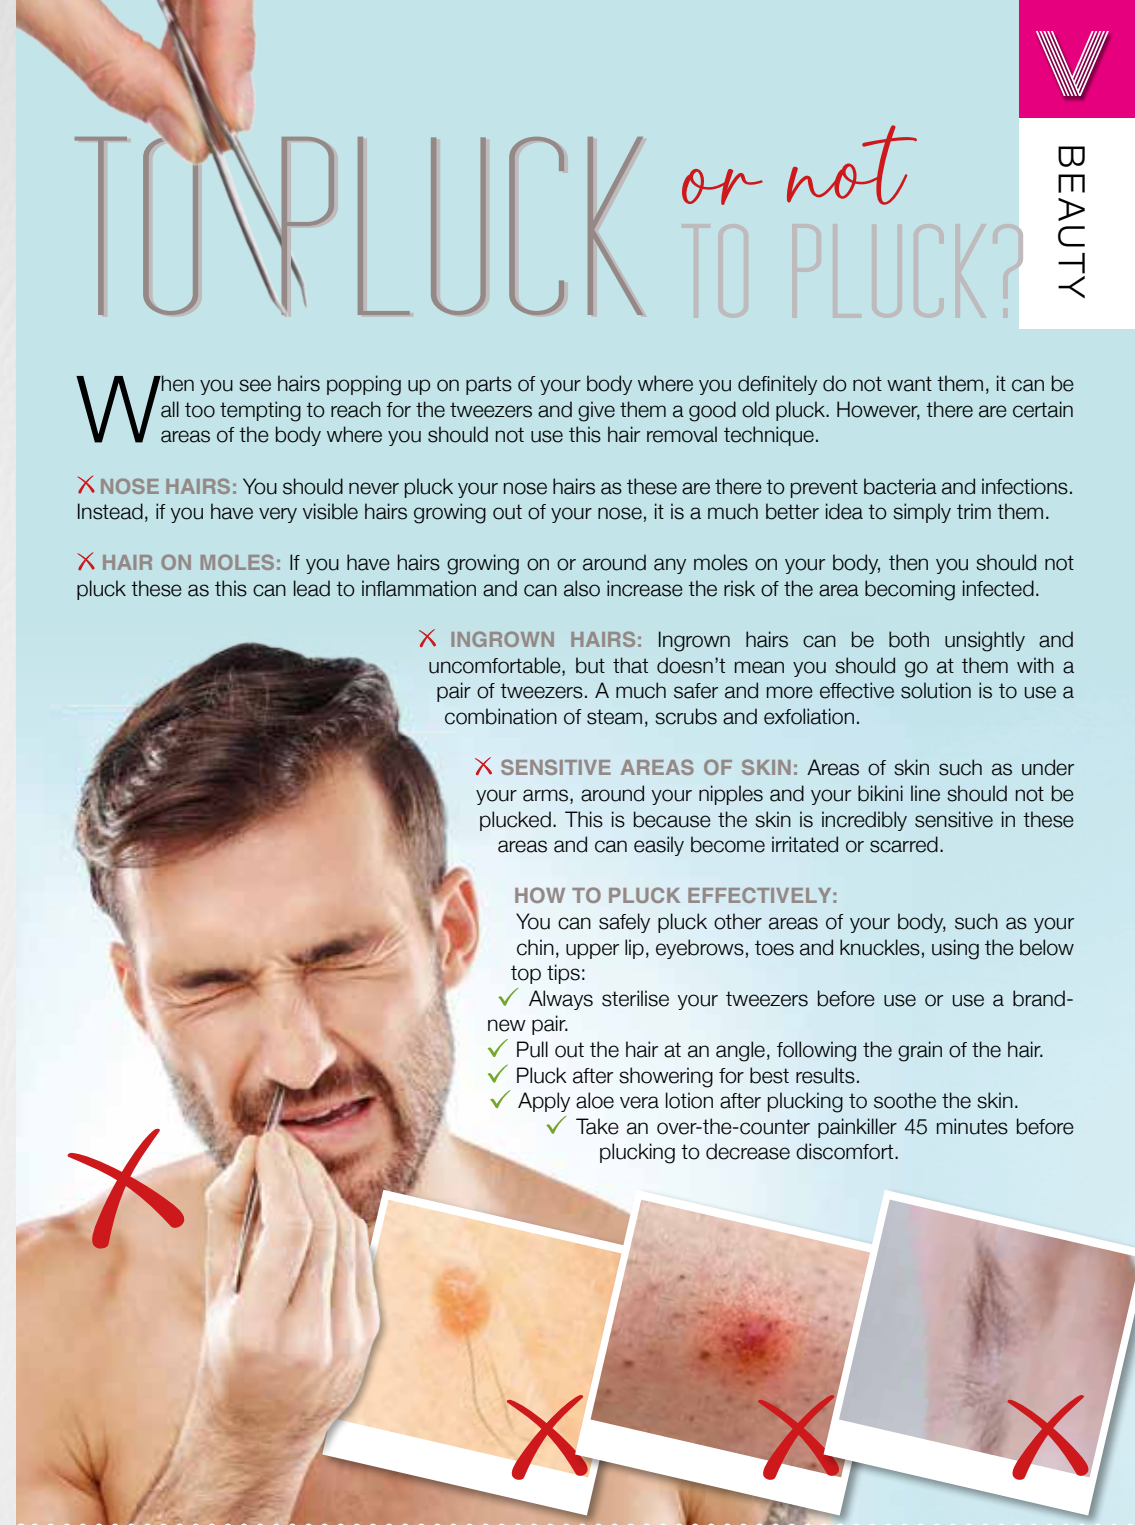 V
BEAUTY
TO PLUCK or not
TO PLUCK?
When you see hairs popping up on parts of your body where you definitely do not want them, it can be
all too tempting to reach for the tweezers and give them a good old pluck. However, there are certain
areas of the body where you should not use this hair removal technique.
✗ NOSE HAIRS: You should never pluck your nose hairs as these are there to prevent bacteria and infections.
Instead, if you have very visible hairs growing out of your nose, it is a much better idea to simply trim them.
✗ HAIR ON MOLES: If you have hairs growing on or around any moles on your body, then you should not
pluck these as this can lead to inflammation and can also increase the risk of the area becoming infected.
✗ INGROWN HAIRS: Ingrown hairs can be both unsightly and
uncomfortable, but that doesn’t mean you should go at them with a
pair of tweezers. A much safer and more effective solution is to use a
combination of steam, scrubs and exfoliation.
✗ SENSITIVE AREAS OF SKIN: Areas of skin such as under
your arms, around your nipples and your bikini line should not be
plucked. This is because the skin is incredibly sensitive in these
areas and can easily become irritated or scarred.
HOW TO PLUCK EFFECTIVELY:
You can safely pluck other areas of your body, such as your
chin, upper lip, eyebrows, toes and knuckles, using the below
top tips:
✓ Always sterilise your tweezers before use or use a brand-
new pair.
✓ Pull out the hair at an angle, following the grain of the hair.
✓ Pluck after showering for best results.
✓ Apply aloe vera lotion after plucking to soothe the skin.
✓ Take an over-the-counter painkiller 45 minutes before
plucking to decrease discomfort.